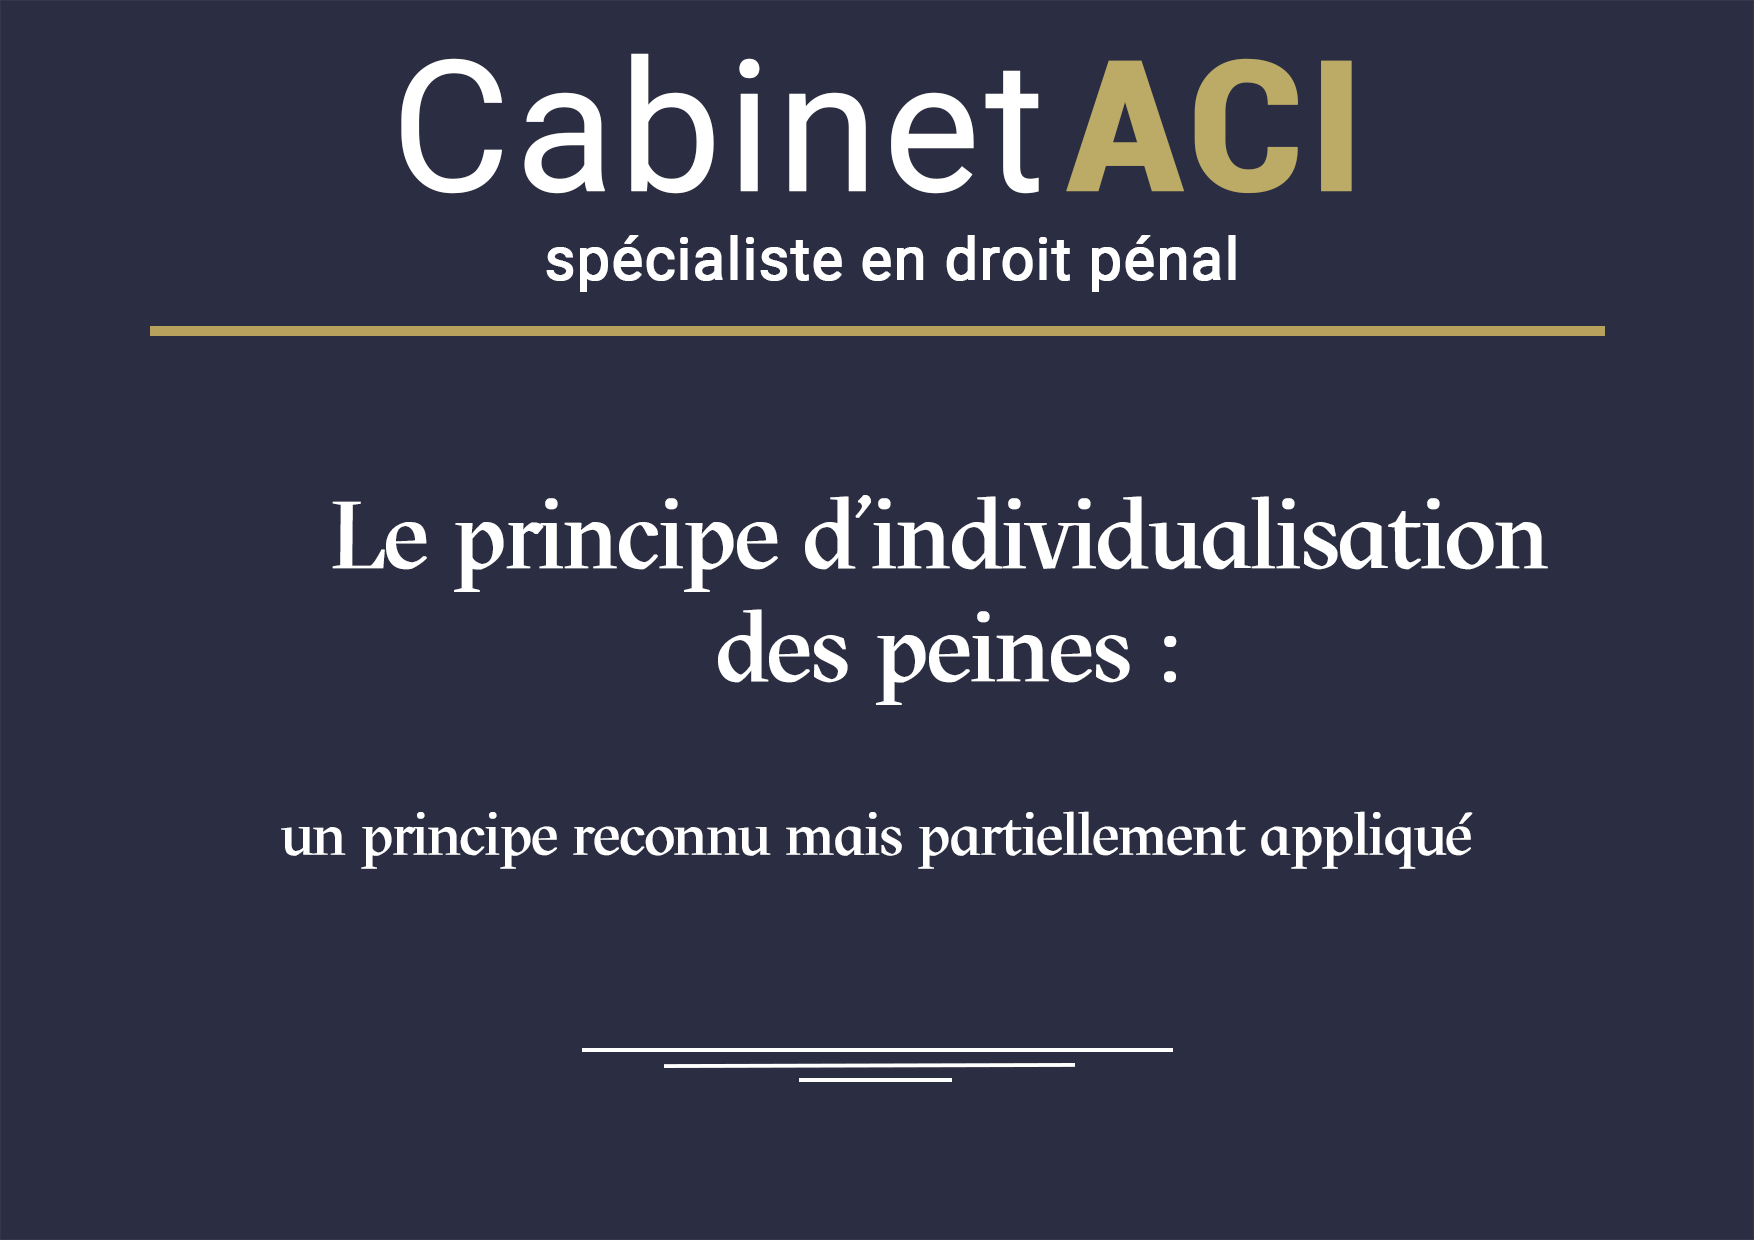 Cabinet ACI
spécialiste en droit pénal
Le principe d’individualisation
des peines :
un principe reconnu mais partiellement appliqué